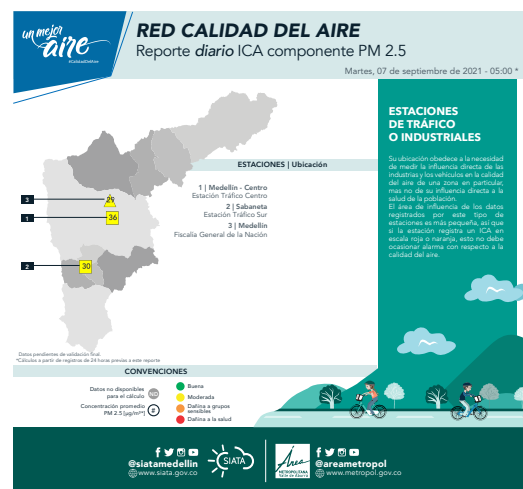 un mejor
aire
#CalidadDelAire
RED CALIDAD DEL AIRE
Reporte diario ICA componente PM 2.5
Martes, 07 de septiembre de 2021 - 05:00 *
ESTACIONES | Ubicación
1 | Medellín - Centro
Estación Tráfico Centro
2 | Sabaneta
Estación Tráfico Sur
3 | Medellín
Fiscalía General de la Nación
3
29
1
36
2
30
Datos pendientes de validación final.
*Cálculos a partir de registros de 24 horas previas a este reporte
ESTACIONES
DE TRÁFICO
O INDUSTRIALES
Su ubicación obedece a la necesidad
de medir la influencia directa de las
industrias y los vehículos en la calidad
del aire de una zona en particular,
mas no de su influencia directa a la
salud de la población.
El área de influencia de los datos
registrados por este tipo de
estaciones es más pequeña, así que
si la estación registra un ICA en
escala roja o naranja, esto no debe
ocasionar alarma con respecto a la
calidad del aire.
CONVENCIONES
Datos no disponibles
para el cálculo
ND
Concentración promedio
PM 2.5 (µg/m³*)
#
Buena
Moderada
Dañina a grupos
sensibles
Dañina a la salud
@siatamedellin
www.siata.gov.co
SIATA
Área
METROPOLITANA
Valle de Aburrá
@areametropol
www.metropol.gov.co